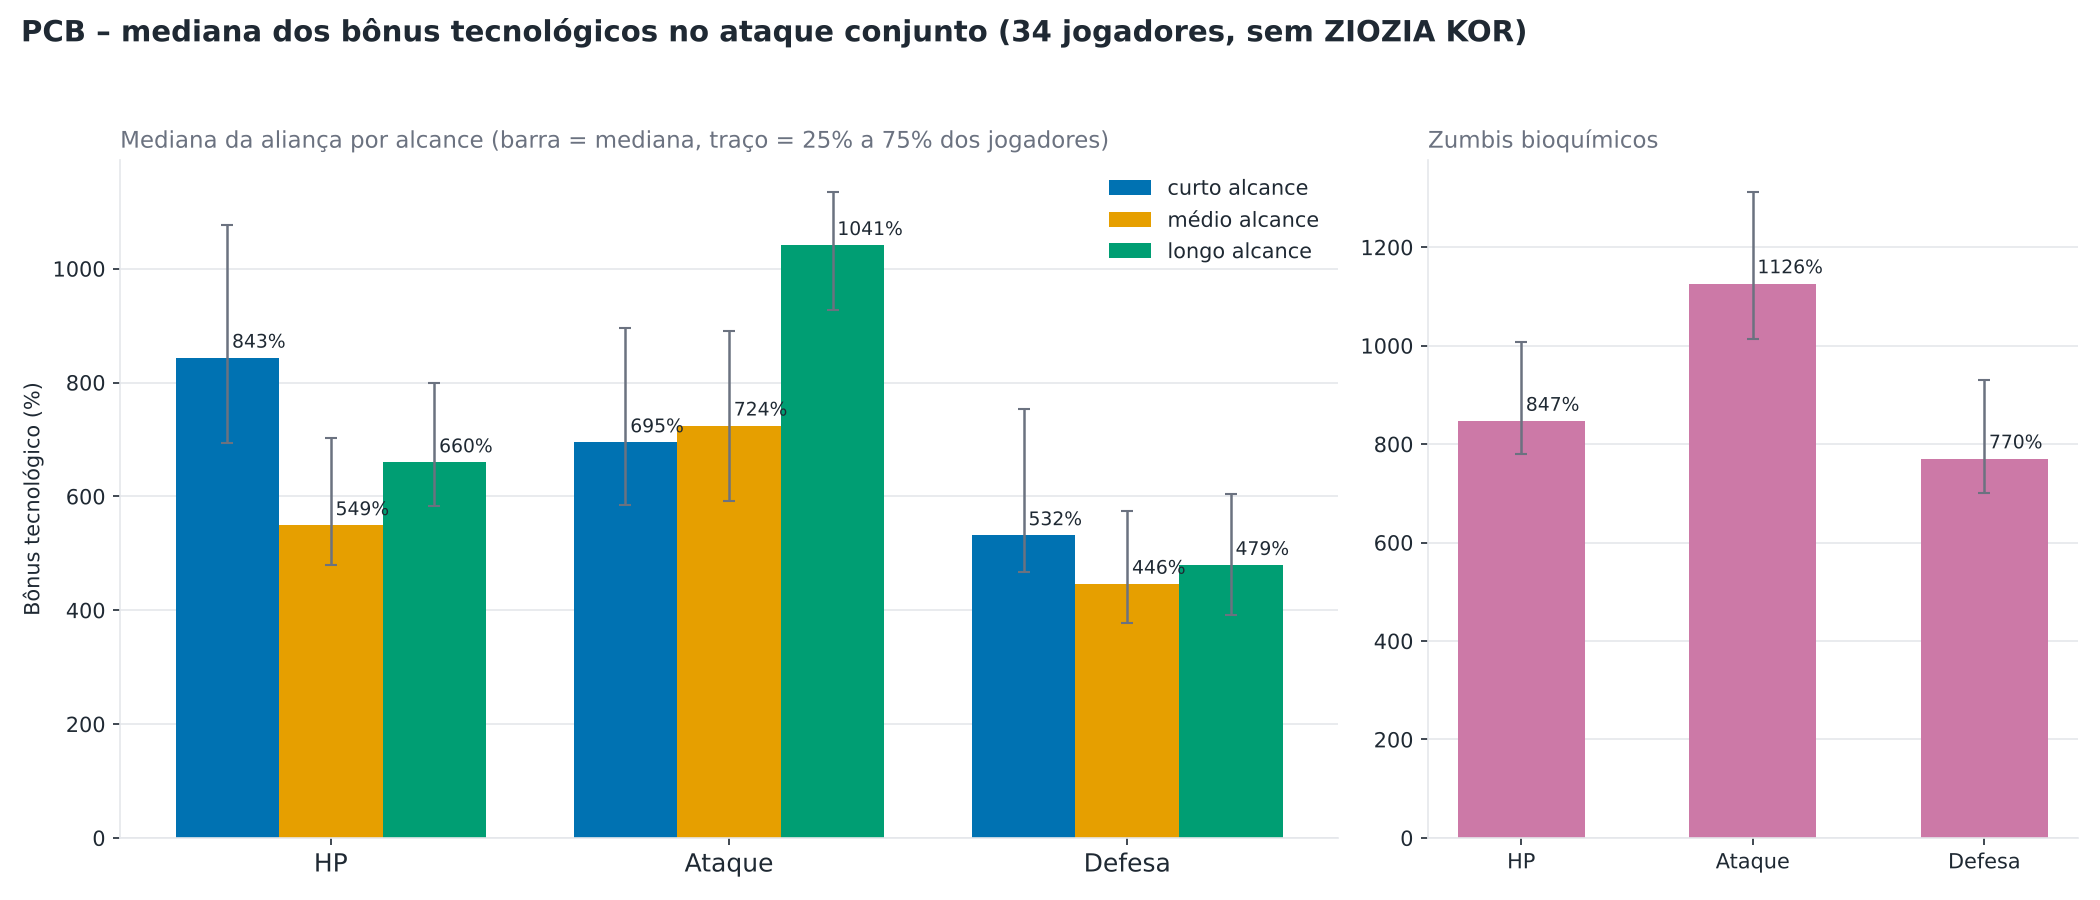 PCB – mediana dos bônus tecnológicos no ataque conjunto (34 jogadores, sem ZIOZIA KOR)
Mediana da aliança por alcance (barra = mediana, traço = 25% a 75% dos jogadores)
curto alcance
médio alcance
longo alcance
Bônus tecnológico (%)
1000
800
600
400
200
0
843%
549%
660%
695%
724%
1041%
532%
446%
479%
HP
Ataque
Defesa
Zumbis bioquímicos
1200
1000
800
600
400
200
0
847%
1126%
770%
HP
Ataque
Defesa